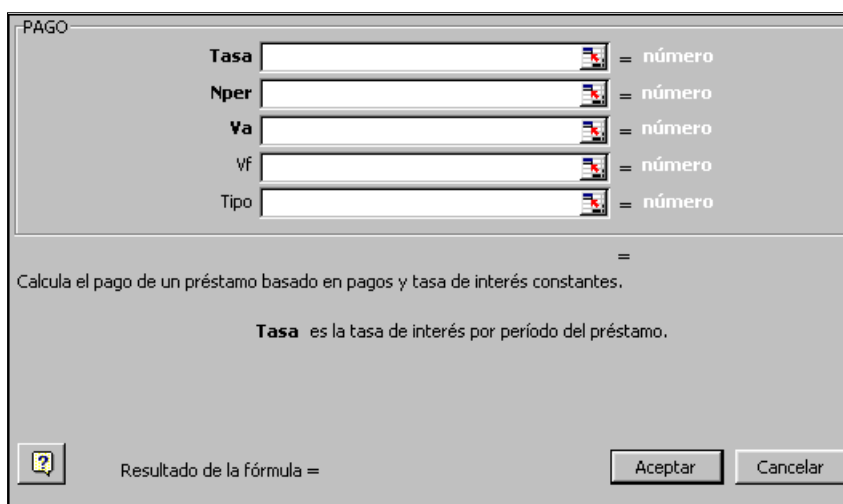 PAGO
Tasa = número
Nper = número
Va = número
Vf = número
Tipo = número
=
Calcula el pago de un préstamo basado en pagos y tasa de interés constantes.
Tasa es la tasa de interés por período del préstamo.
? Resultado de la fórmula = Aceptar Cancelar